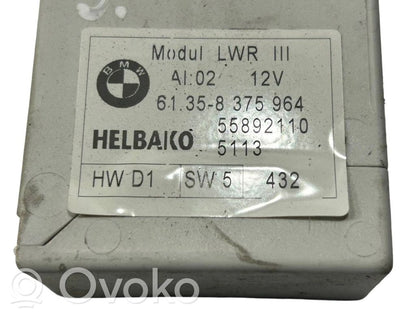 BMW
Modul LWR III
AI:02 12V
61.35-8 375 964
55892110
HELBAKO 5113
HW D1 SW 5 432
Ovoko